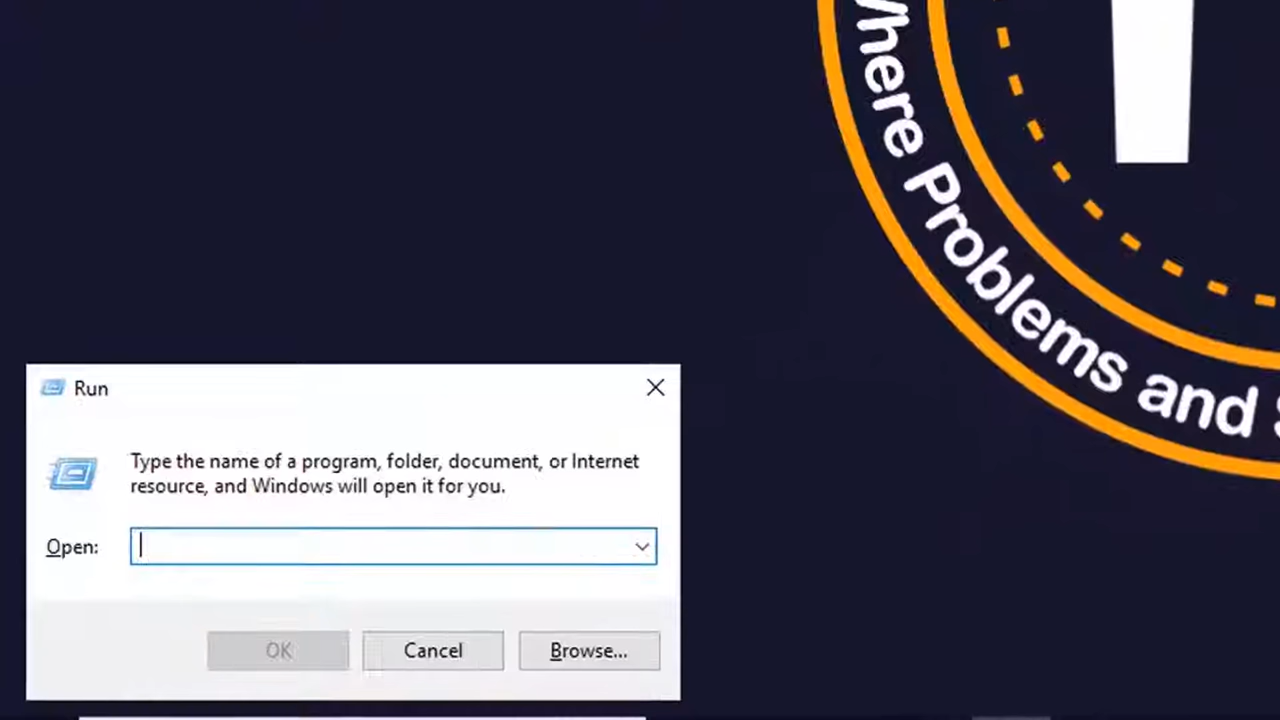 Where Problems and
Run
Type the name of a program, folder, document, or Internet
resource, and Windows will open it for you.
Open:
OK
Cancel
Browse...